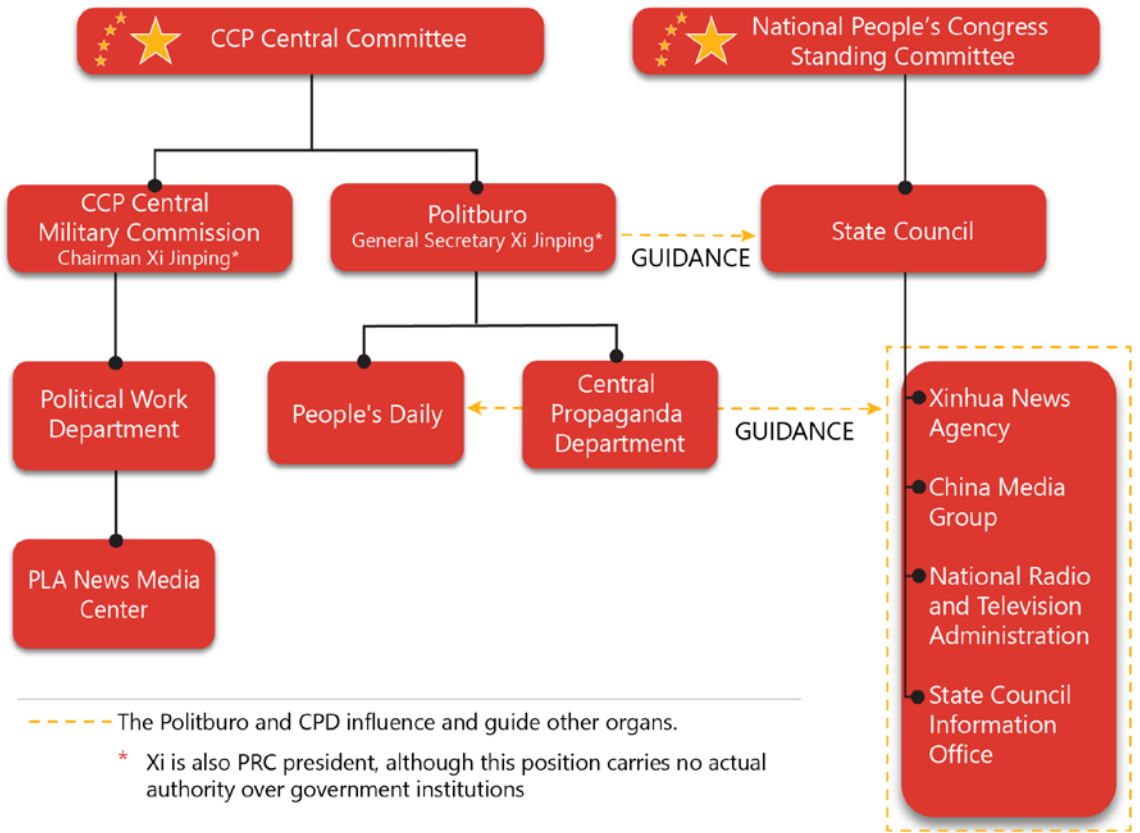 CCP Central Committee
National People's Congress
Standing Committee
CCP Central
Military Commission
Chairman Xi Jinping*
Politburo
General Secretary Xi Jinping*
GUIDANCE
State Council
Political Work
Department
People's Daily
Central
Propaganda
Department
GUIDANCE
Xinhua News
Agency
China Media
Group
National Radio
and Television
Administration
State Council
Information
Office
PLA News Media
Center
The Politburo and CPD influence and guide other organs.
* Xi is also PRC president, although this position carries no actual
authority over government institutions